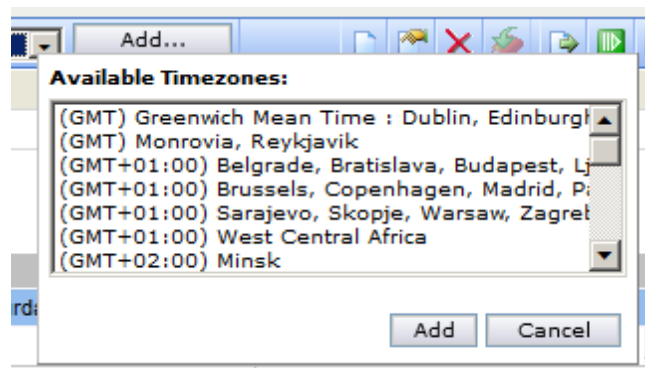 Add...
Available Timezones:
(GMT) Greenwich Mean Time : Dublin, Edinburgh
(GMT) Monrovia, Reykjavik
(GMT+01:00) Belgrade, Bratislava, Budapest, Lj
(GMT+01:00) Brussels, Copenhagen, Madrid, Pa
(GMT+01:00) Sarajevo, Skopje, Warsaw, Zagreb
(GMT+01:00) West Central Africa
(GMT+02:00) Minsk
Add Cancel